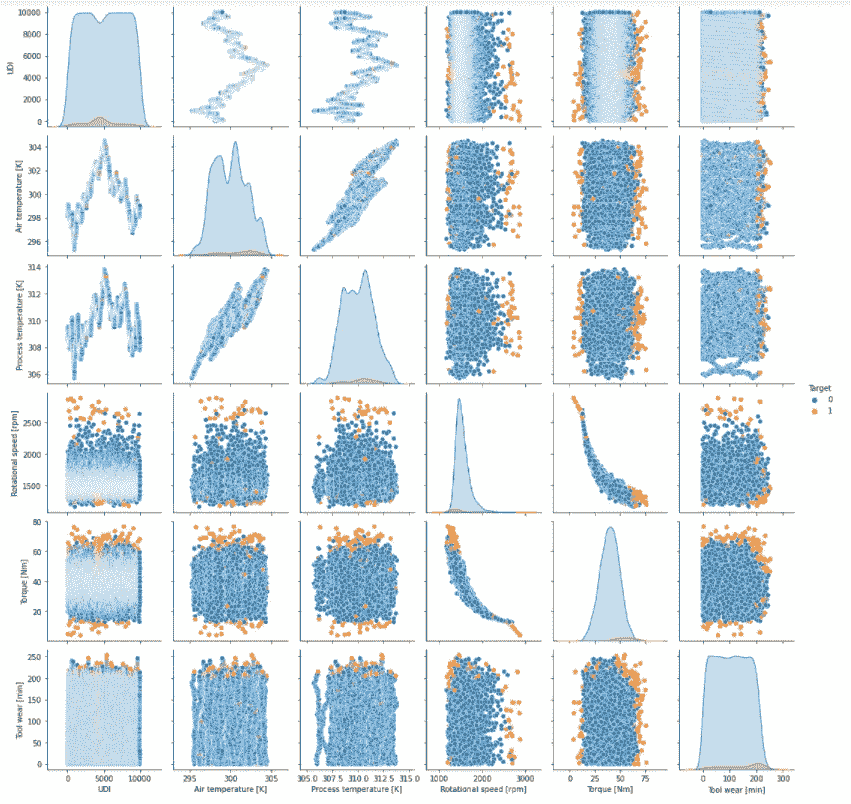 10000
8000
6000
4000
2000
0
UDI
304
302
300
298
296
Air temperature [K]
314
312
310
308
306
Process temperature [K]
Target
0
1
2500
2000
1500
Rotational speed [rpm]
80
60
40
20
Torque [Nm]
250
200
150
100
50
0
Tool wear [min]
0 5000 10000
295 300 305
305.0 307.5 310.0 312.5 315.0
1000 2000 3000
0 25 50 75
0 100 200 300
UDI
Air temperature [K]
Process temperature [K]
Rotational speed [rpm]
Torque [Nm]
Tool wear [min]